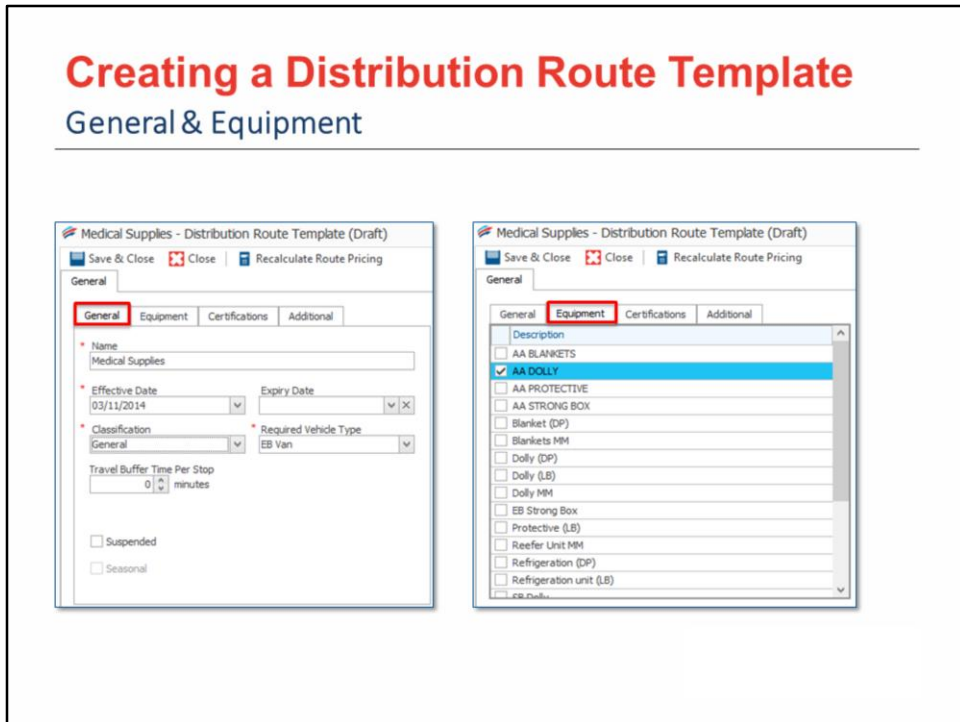 Creating a Distribution Route Template
General & Equipment
Medical Supplies - Distribution Route Template (Draft)
Save & Close Close Recalculate Route Pricing
General
General Equipment Certifications Additional
* Name
Medical Supplies
* Effective Date Expiry Date
03/11/2014
* Classification * Required Vehicle Type
General EB Van
Travel Buffer Time Per Stop
0 minutes
Suspended
Seasonal
Medical Supplies - Distribution Route Template (Draft)
Save & Close Close Recalculate Route Pricing
General
General Equipment Certifications Additional
Description
AA BLANKETS
AA DOLLY
AA PROTECTIVE
AA STRONG BOX
Blanket (DP)
Blankets MM
Dolly (DP)
Dolly (LB)
Dolly MM
EB Strong Box
Protective (LB)
Reefer Unit MM
Refrigeration (DP)
Refrigeration unit (LB)